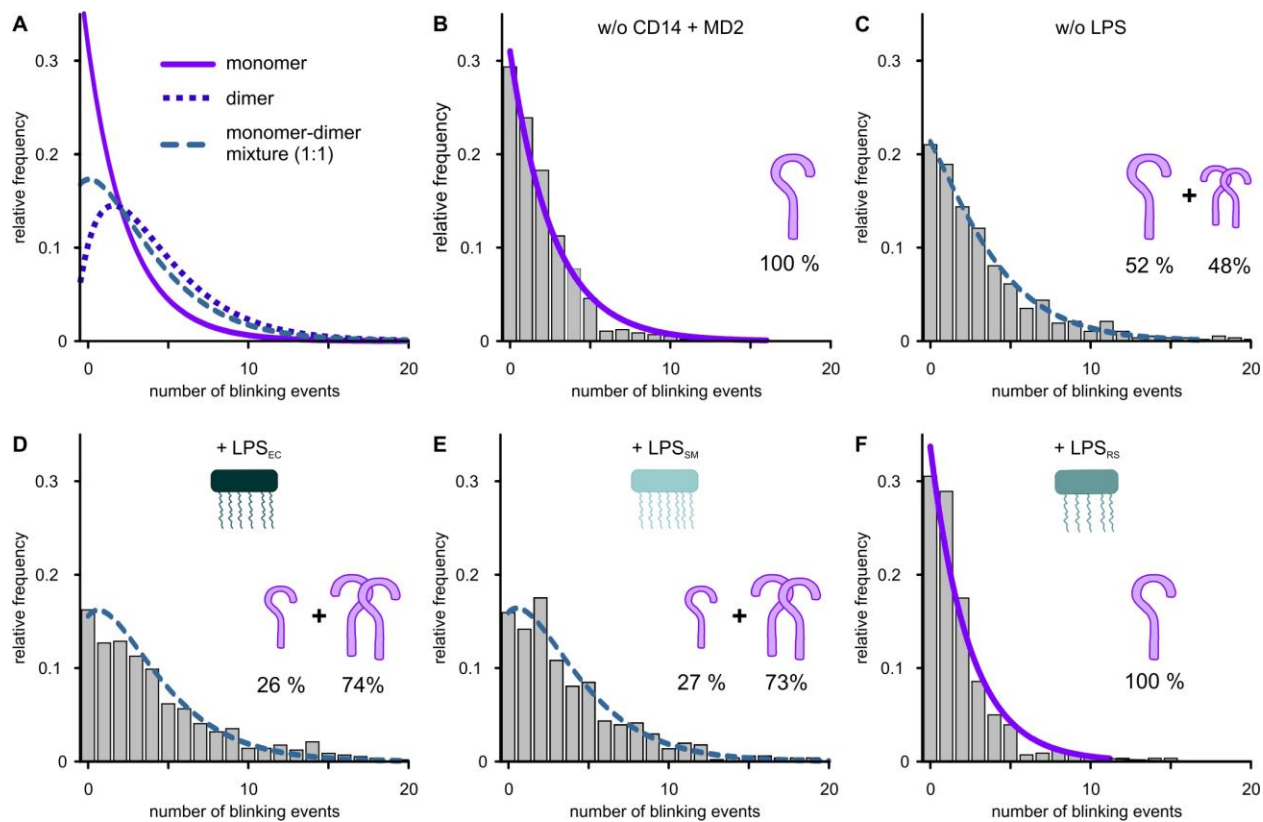 A
0.3
0.2
0.1
0
relative frequency
monomer
dimer
monomer-dimer
mixture (1:1)
0
10
20
number of blinking events
B
w/o CD14 + MD2
0.3
0.2
0.1
0
relative frequency
100 %
0
10
20
number of blinking events
C
w/o LPS
0.3
0.2
0.1
0
relative frequency
+
52 %
48%
0
10
20
number of blinking events
D
+ LPSEC
0.3
0.2
0.1
0
relative frequency
+
26 %
74%
0
10
20
number of blinking events
E
+ LPSSM
0.3
0.2
0.1
0
relative frequency
+
27 %
73%
0
10
20
number of blinking events
F
+ LPSRS
0.3
0.2
0.1
0
relative frequency
100 %
0
10
20
number of blinking events